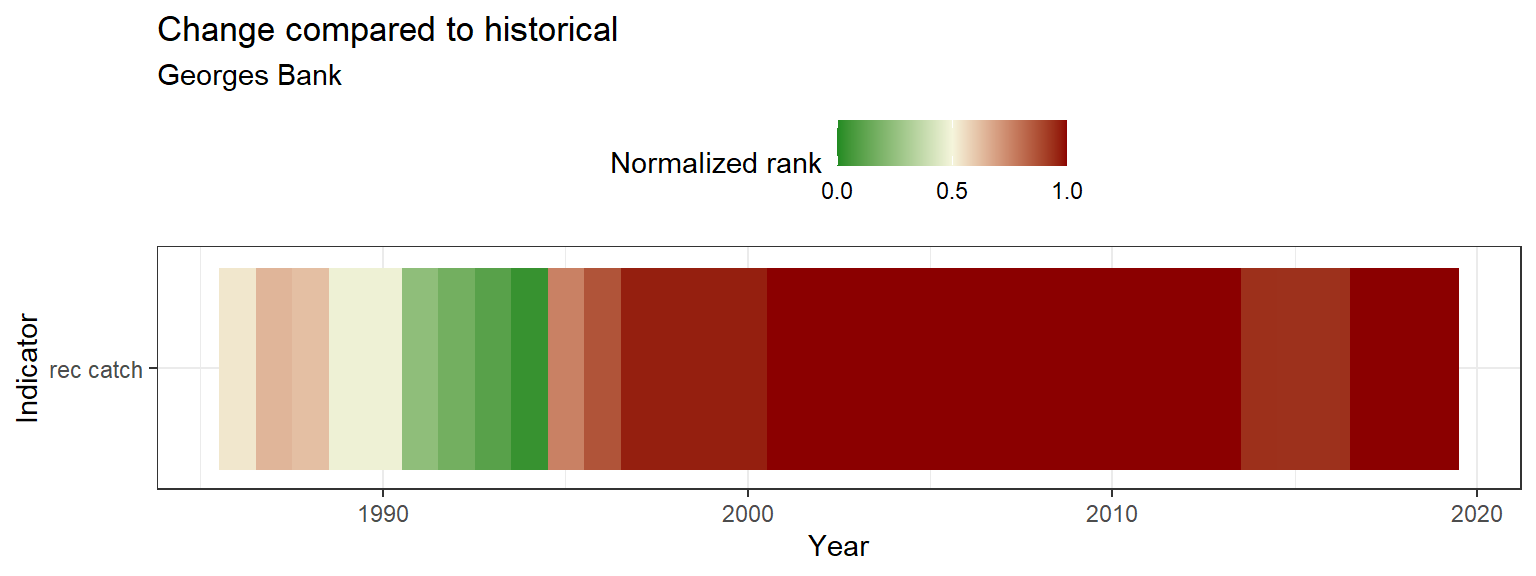 Change compared to historical
Georges Bank
Normalized rank
0.0 0.5 1.0
Indicator
rec catch
1990 2000 2010 2020
Year